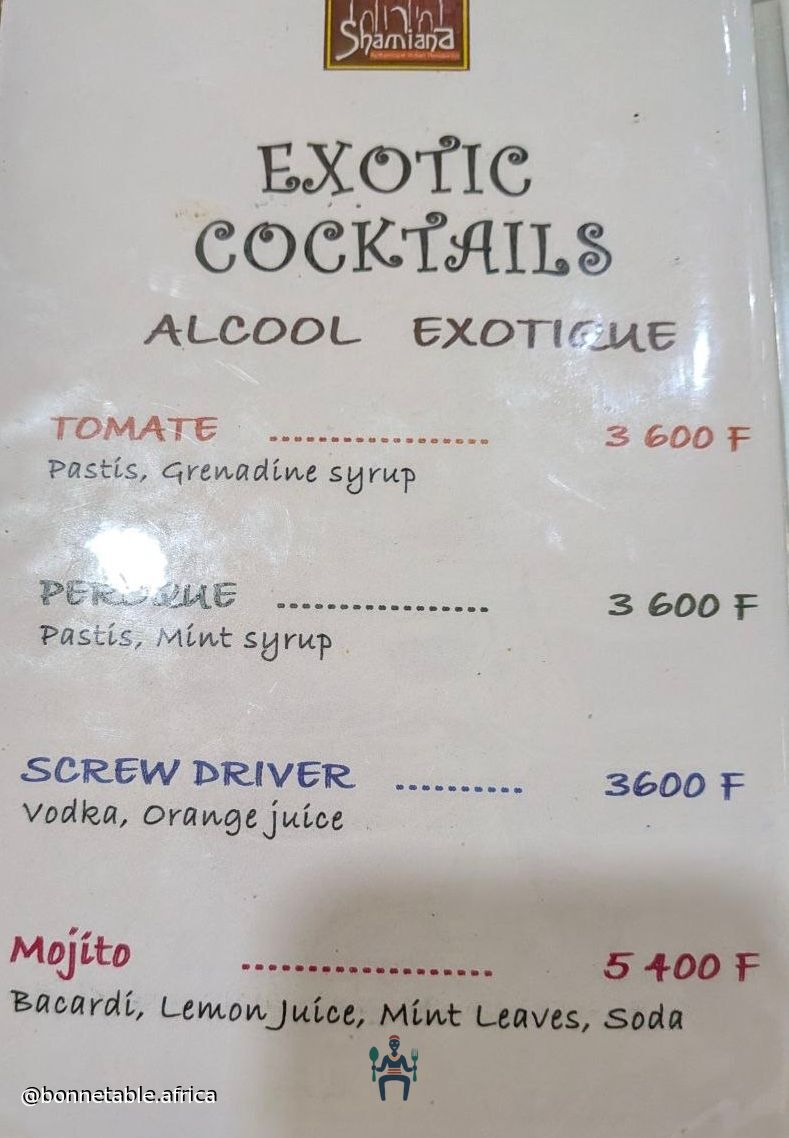 Shamiana
EXOTIC
COCKTAILS
ALCOOL EXOTIQUE
TOMATE .................. 3 600 F
Pastis, Grenadine syrup
................. 3 600 F
Pastis, Mint syrup
SCREW DRIVER .......... 3600 F
Vodka, Orange juice
Mojito .................... 5 400 F
Bacardi, Lemon Juice, Mint Leaves, Soda
@bonnetable.africa